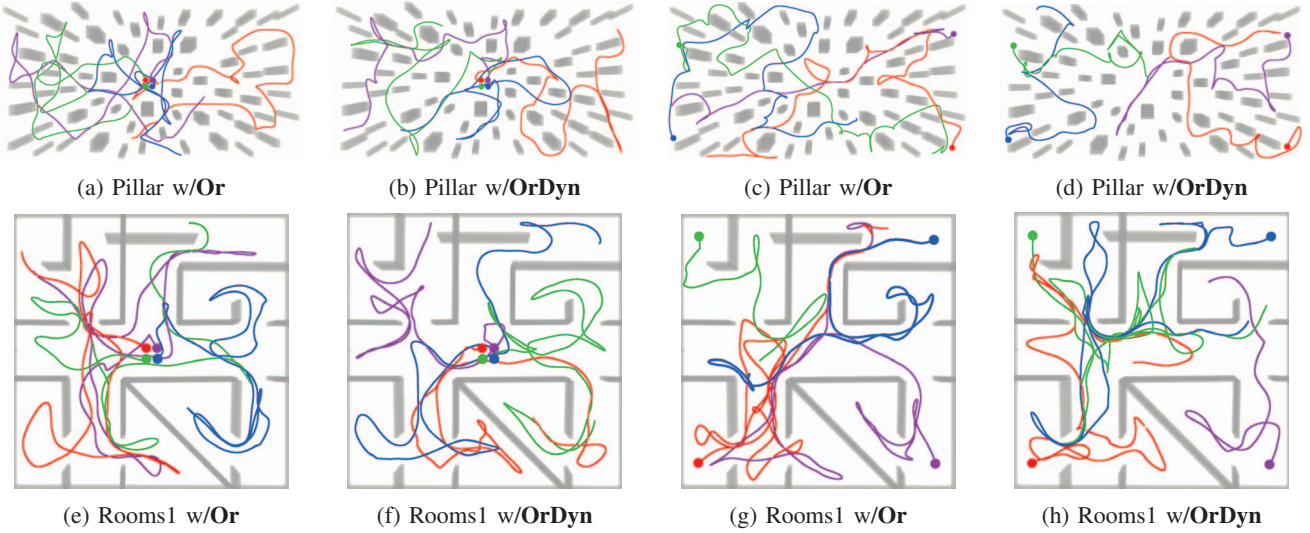 (a) Pillar w/Or
(b) Pillar w/OrDyn
(c) Pillar w/Or
(d) Pillar w/OrDyn
(e) Rooms1 w/Or
(f) Rooms1 w/OrDyn
(g) Rooms1 w/Or
(h) Rooms1 w/OrDyn